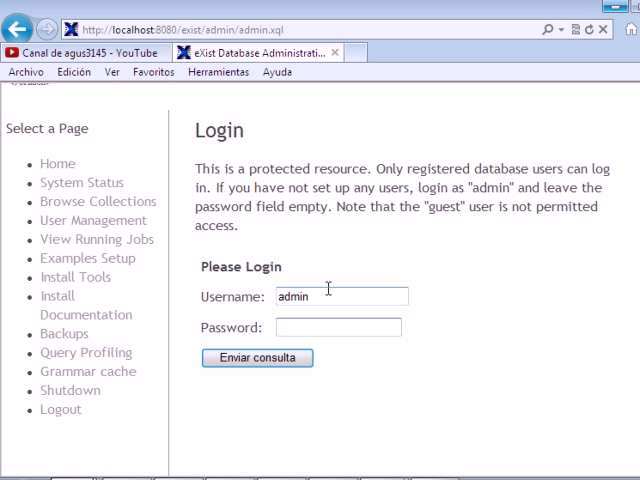 http://localhost:8080/exist/admin/admin.xql
Canal de agus3145 - YouTube
eXist Database Administrati...
Archivo Edición Ver Favoritos Herramientas Ayuda
Select a Page
Home
System Status
Browse Collections
User Management
View Running Jobs
Examples Setup
Install Tools
Install
Documentation
Backups
Query Profiling
Grammar cache
Shutdown
Logout
Login
This is a protected resource. Only registered database users can log
in. If you have not set up any users, login as "admin" and leave the
password field empty. Note that the "guest" user is not permitted
access.
Please Login
Username: admin
Password:
Enviar consulta